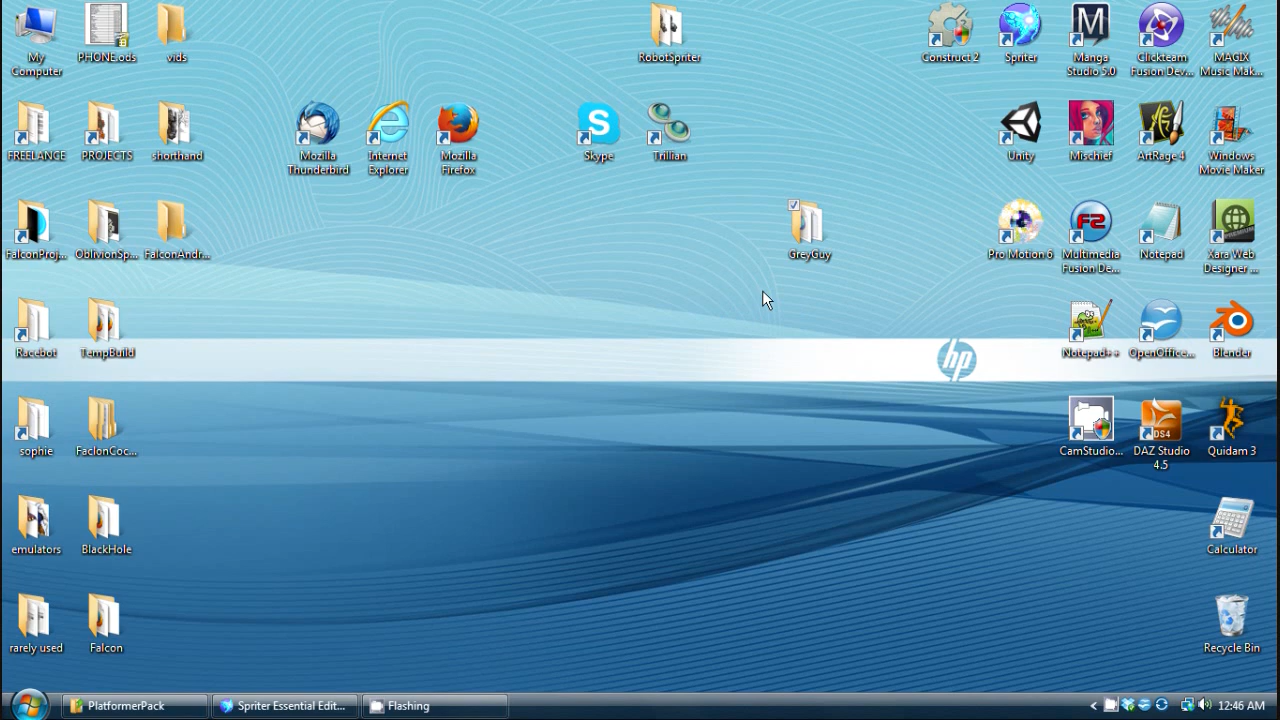 My
Computer
PHONE.ods
vids
RobotSpriter
Construct 2
Spriter
Manga
Studio 5.0
Clickteam
Fusion Dev...
MAGIX
Music Mak...
FREELANCE
PROJECTS
shorthand
Mozilla
Thunderbird
Internet
Explorer
Mozilla
Firefox
Skype
Trillian
Unity
Mischief
ArtRage 4
Windows
Movie Maker
FalconProj...
OblivionSp...
FalconAndr...
GreyGuy
Pro Motion 6
Multimedia
Fusion De...
Notepad
Xara Web
Designer ...
Racebot
TempBuild
hp
Notepad++
OpenOffice...
Blender
sophie
FaclonCoc...
CamStudio...
DAZ Studio
4.5
Quidam 3
emulators
BlackHole
Calculator
rarely used
Falcon
Recycle Bin
PlatformerPack
Spriter Essential Edit...
Flashing
12:46 AM